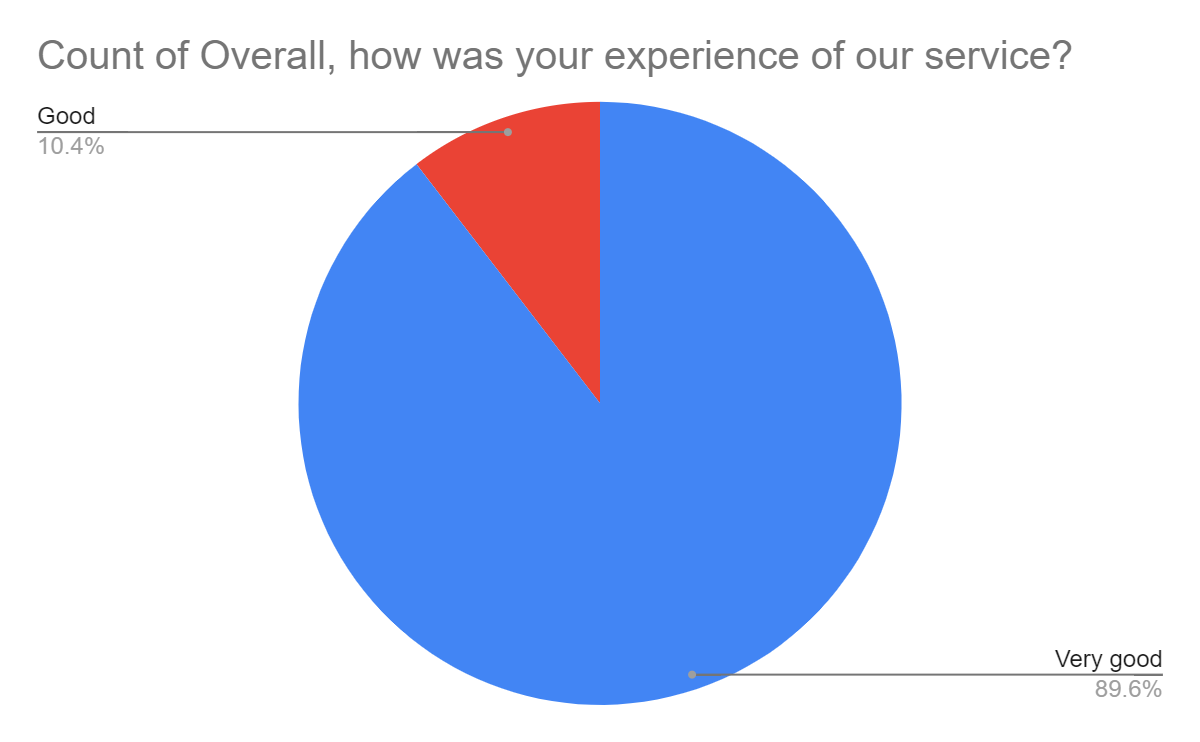 Count of Overall, how was your experience of our service?
Good
10.4%
Very good
89.6%